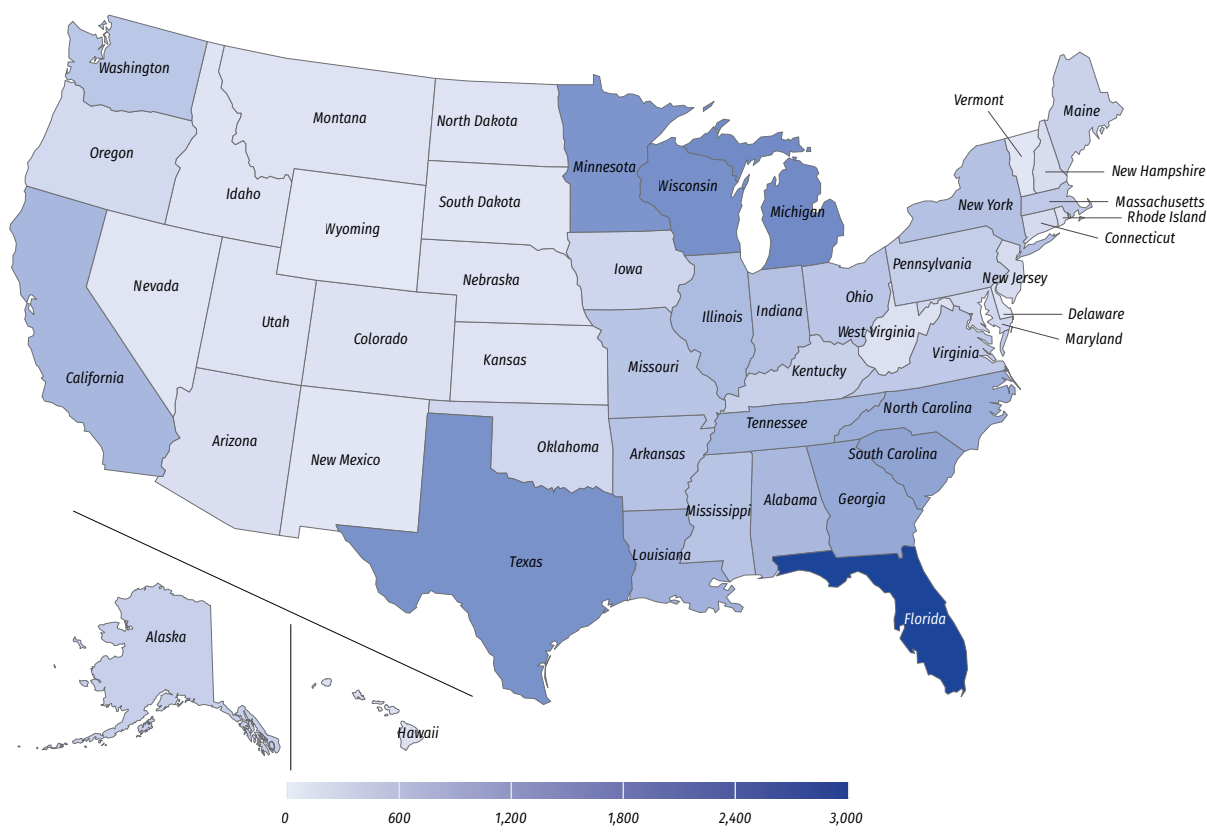 Washington
Oregon
California
Idaho
Nevada
Montana
Wyoming
Utah
Arizona
Colorado
New Mexico
North Dakota
South Dakota
Nebraska
Kansas
Oklahoma
Texas
Minnesota
Iowa
Missouri
Arkansas
Louisiana
Wisconsin
Illinois
Michigan
Indiana
Ohio
Kentucky
Tennessee
Mississippi
Alabama
Georgia
Florida
South Carolina
North Carolina
Virginia
West Virginia
Pennsylvania
New York
New Jersey
Vermont
Maine
New Hampshire
Massachusetts
Rhode Island
Connecticut
Delaware
Maryland
Alaska
Hawaii
0 600 1,200 1,800 2,400 3,000